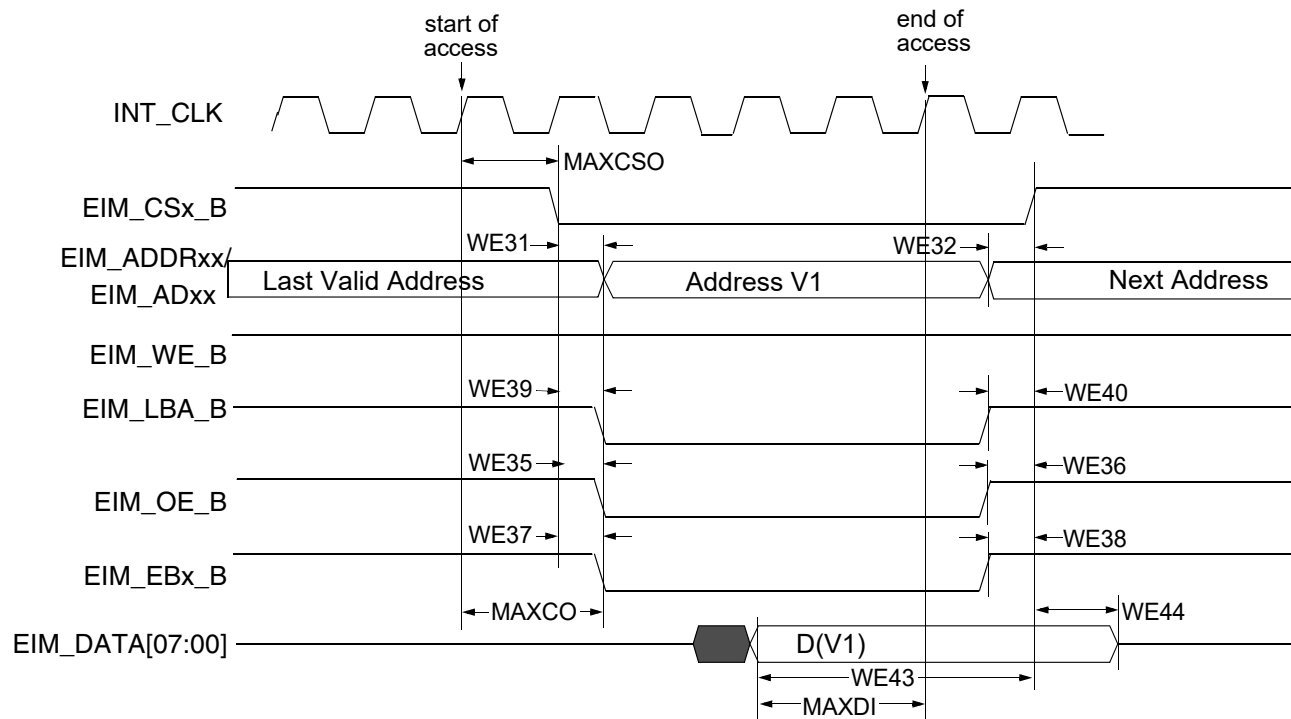 start of
access
end of
access
INT_CLK
MAXCSO
EIM_CSx_B
WE31
WE32
EIM_ADDRxx/
EIM_ADxx
Last Valid Address
Address V1
Next Address
EIM_WE_B
WE39
WE40
EIM_LBA_B
WE35
WE36
EIM_OE_B
WE37
WE38
EIM_EBx_B
MAXCO
WE44
EIM_DATA[07:00]
D(V1)
WE43
MAXDI